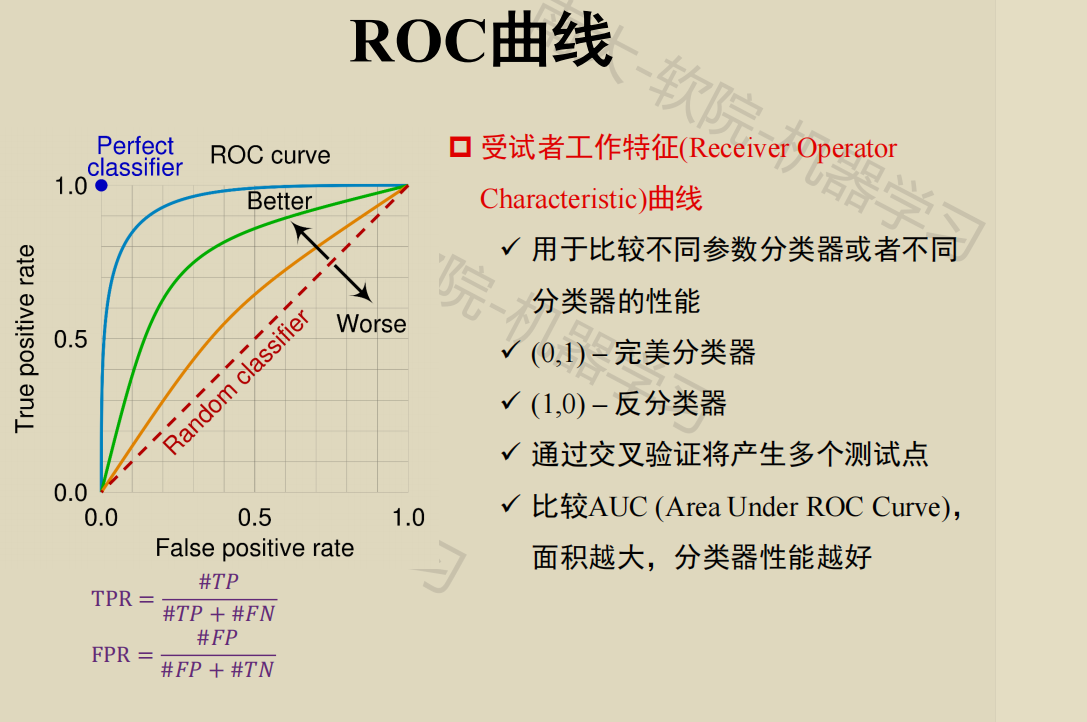 ROC曲线
Perfect
classifier
ROC curve
1.0
Better
True positive rate
0.5
Worse
Random classifier
0.0
0.0 0.5 1.0
False positive rate
TPR = #TP / #TP + #FN
FPR = #FP / #FP + #TN
受试者工作特征(Receiver Operator
Characteristic)曲线
✓ 用于比较不同参数分类器或者不同
分类器的性能
✓ (0,1) – 完美分类器
✓ (1,0) – 反分类器
✓ 通过交叉验证将产生多个测试点
✓ 比较AUC (Area Under ROC Curve),
面积越大，分类器性能越好
大-软院-机器学习
院-机器学习
习